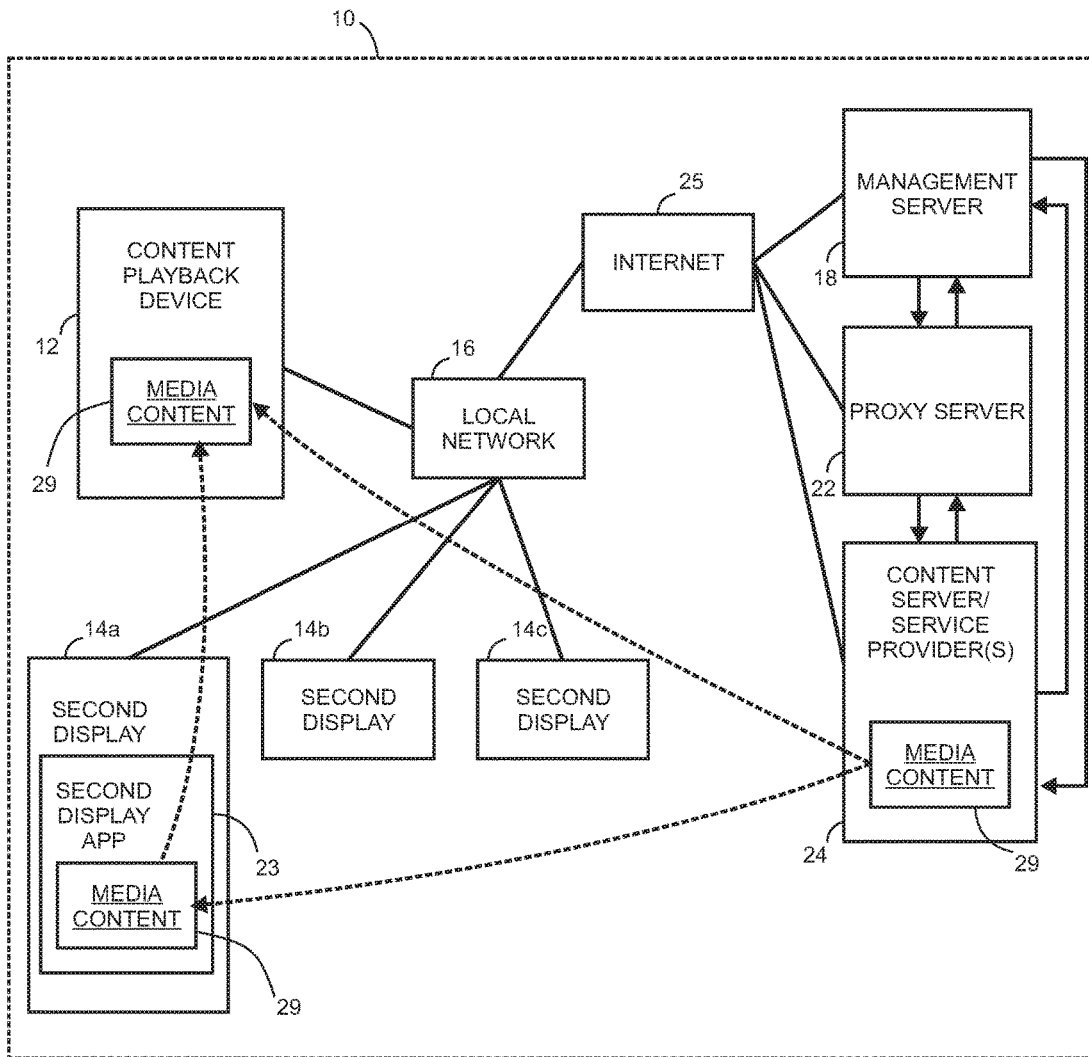 10
25
MANAGEMENT
SERVER
18
INTERNET
CONTENT
PLAYBACK
DEVICE
12
MEDIA
CONTENT
29
16
LOCAL
NETWORK
PROXY SERVER
22
CONTENT
SERVER/
SERVICE
PROVIDER(S)
MEDIA
CONTENT
24
29
14a
SECOND
DISPLAY
SECOND
DISPLAY
APP
23
MEDIA
CONTENT
29
14b
SECOND
DISPLAY
14c
SECOND
DISPLAY